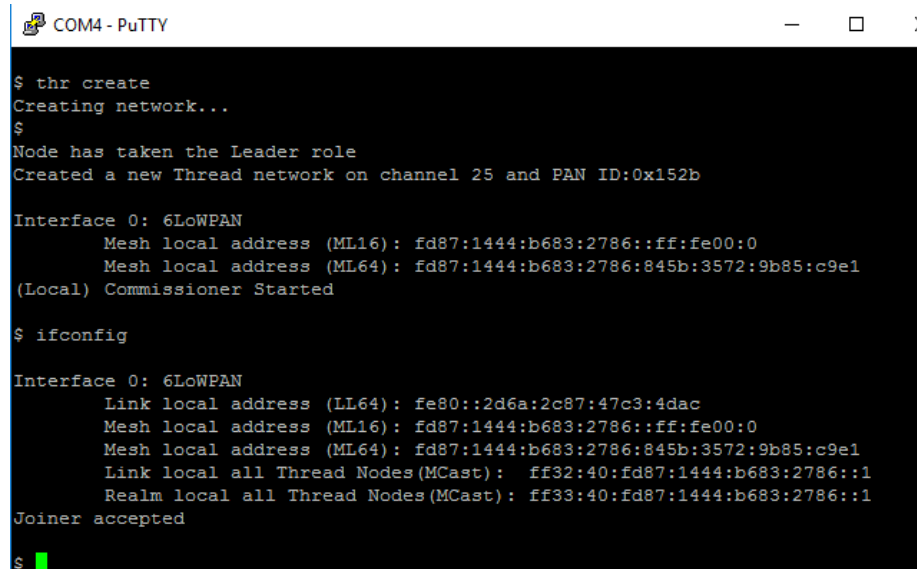 COM4 - PuTTY
$ thr create
Creating network...
$
Node has taken the Leader role
Created a new Thread network on channel 25 and PAN ID:0x152b
Interface 0: 6LoWPAN
Mesh local address (ML16): fd87:1444:b683:2786::ff:fe00:0
Mesh local address (ML64): fd87:1444:b683:2786:845b:3572:9b85:c9e1
(Local) Commissioner Started
$ ifconfig
Interface 0: 6LoWPAN
Link local address (LL64): fe80::2d6a:2c87:47c3:4dac
Mesh local address (ML16): fd87:1444:b683:2786::ff:fe00:0
Mesh local address (ML64): fd87:1444:b683:2786:845b:3572:9b85:c9e1
Link local all Thread Nodes(MCast):  ff32:40:fd87:1444:b683:2786::1
Realm local all Thread Nodes(MCast): ff33:40:fd87:1444:b683:2786::1
Joiner accepted
$